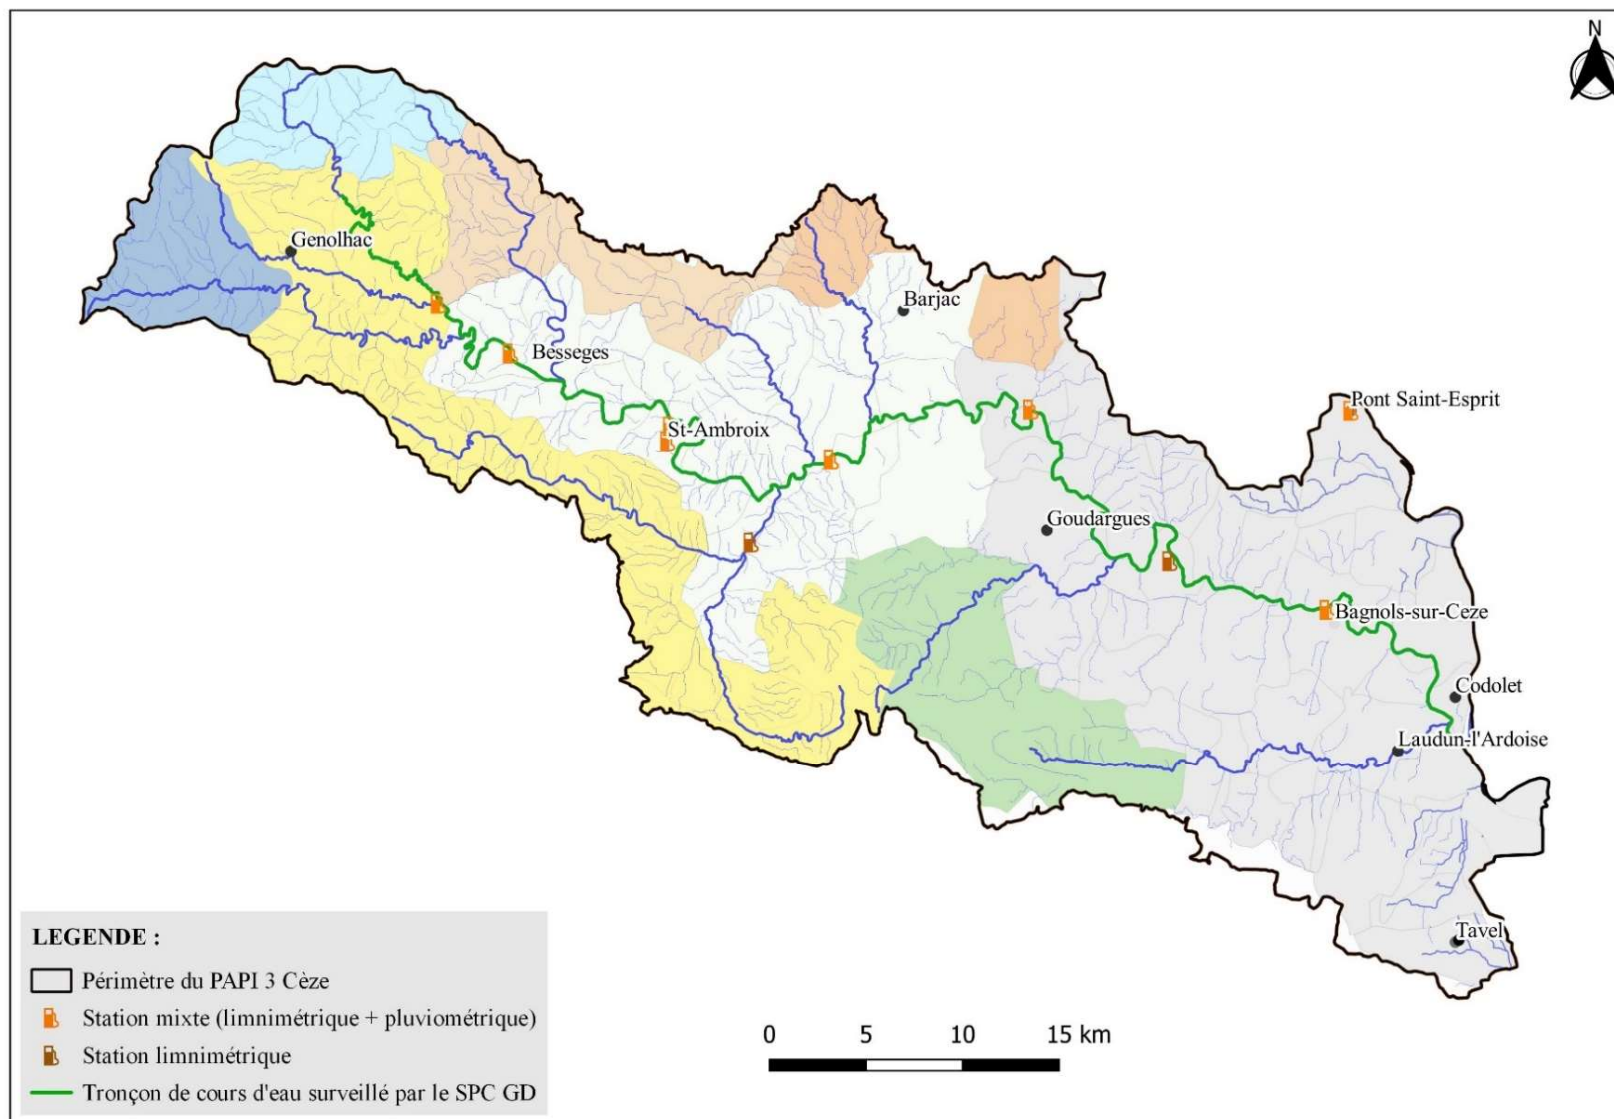 N
Genolhac
Barjac
Besseges
Pont Saint-Esprit
St-Ambroix
Goudargues
Bagnols-sur-Ceze
Codolet
Laudun-l'Ardoise
Tavel
LEGENDE :
Périmètre du PAPI 3 Cèze
Station mixte (limnimétrique + pluviométrique)
Station limnimétrique
Tronçon de cours d'eau surveillé par le SPC GD
0 5 10 15 km